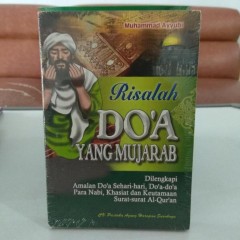 Muhammad Ayyubi
Risalah
DO'A
YANG MUJARAB
Dilengkapi
Amalan Do'a Sehari-hari, Do'a-do'a
Para Nabi, Khasiat dan Keutamaan
Surat-surat Al-Qur'an